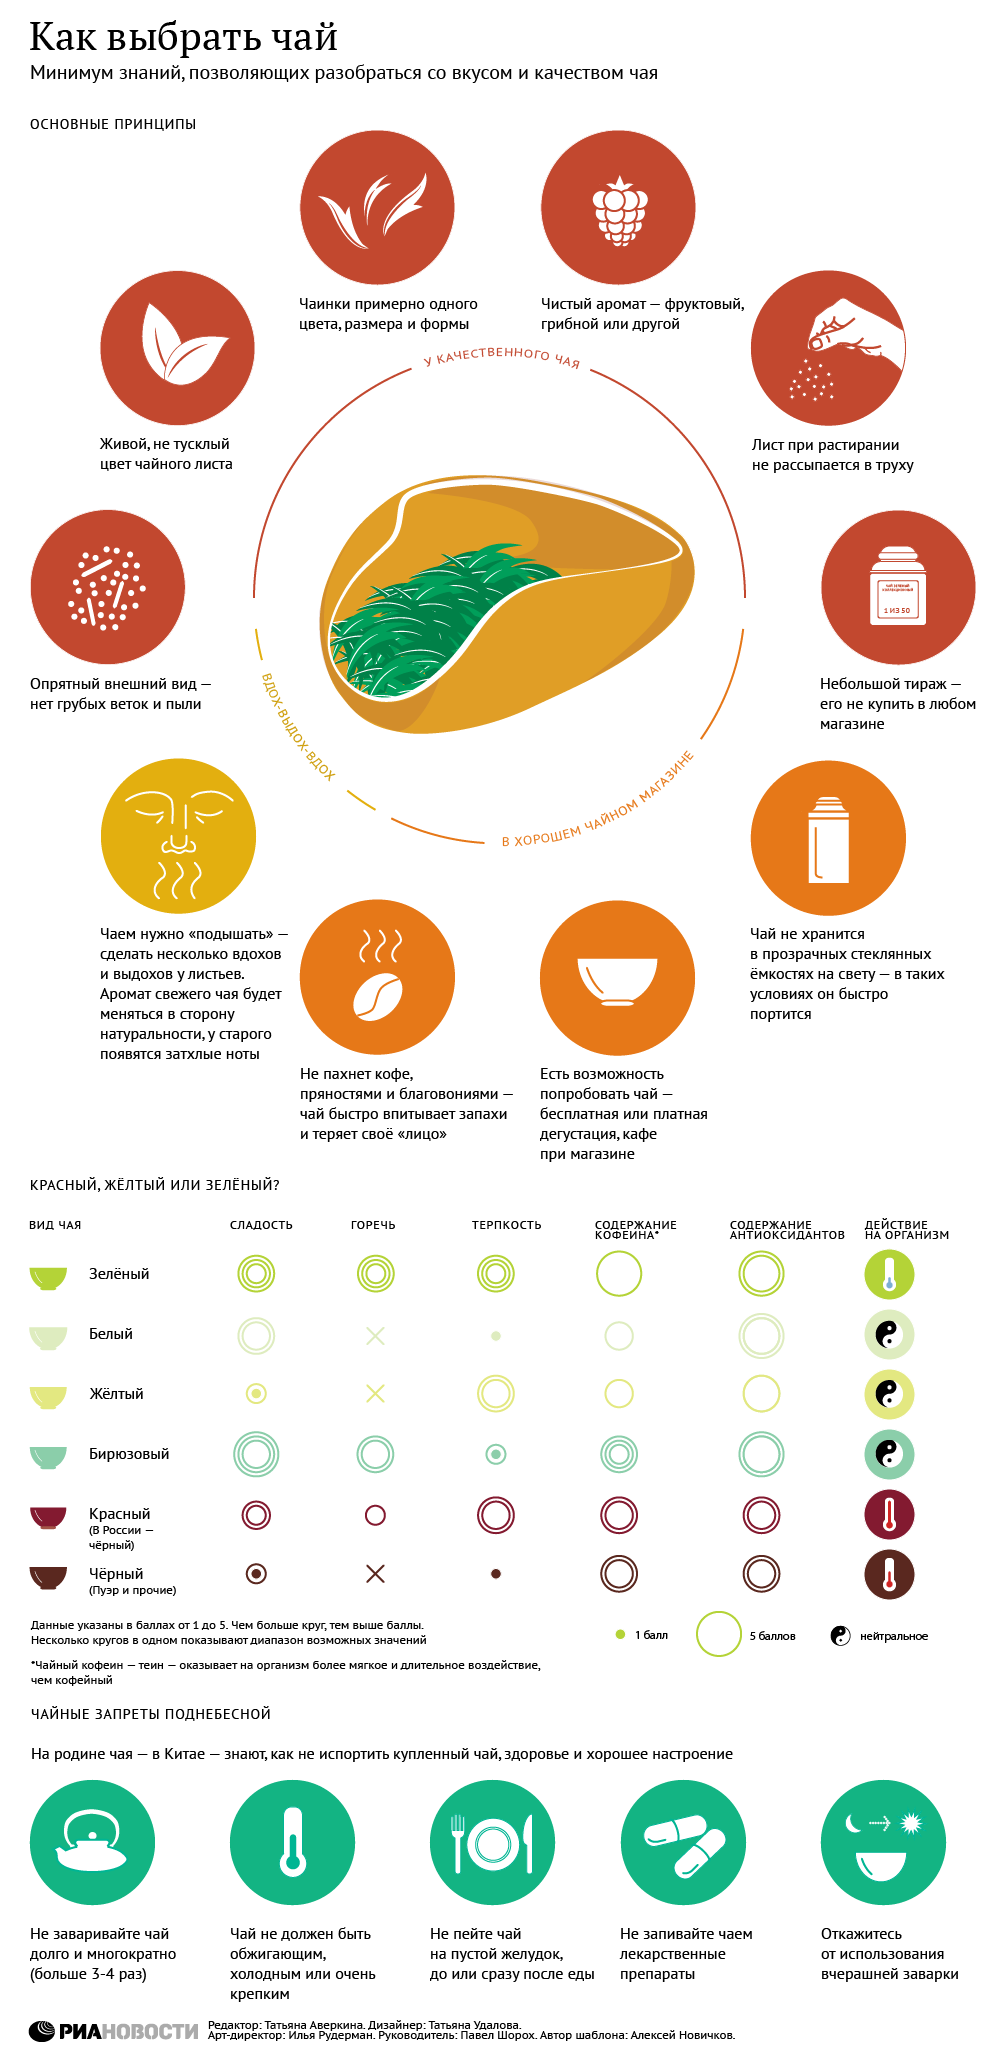 Как выбрать чай
Минимум знаний, позволяющих разобраться со вкусом и качеством чая
ОСНОВНЫЕ ПРИНЦИПЫ
Чаинки примерно одного
цвета, размера и формы
Чистый аромат — фруктовый,
грибной или другой
У КАЧЕСТВЕННОГО ЧАЯ
Живой, не тусклый
цвет чайного листа
Лист при растирании
не рассыпается в труху
ЧАЙ ЗЕЛЕНЫЙ
КОЛЛЕКЦИОННЫЙ
1 ИЗ 50
Опрятный внешний вид —
нет грубых веток и пыли
Небольшой тираж —
его не купить в любом
магазине
ВДОХ-ВЫДОХ-ВДОХ
В ХОРОШЕМ ЧАЙНОМ МАГАЗИНЕ
Чаем нужно «подышать» —
сделать несколько вдохов
и выдохов у листьев.
Аромат свежего чая будет
меняться в сторону
натуральности, у старого
появятся затхлые ноты
Чай не хранится
в прозрачных стеклянных
ёмкостях на свету — в таких
условиях он быстро
портится
Не пахнет кофе,
пряностями и благовониями —
чай быстро впитывает запахи
и теряет своё «лицо»
Есть возможность
попробовать чай —
бесплатная или платная
дегустация, кафе
при магазине
КРАСНЫЙ, ЖЁЛТЫЙ ИЛИ ЗЕЛЁНЫЙ?
ВИД ЧАЯ
СЛАДОСТЬ
ГОРЕЧЬ
ТЕРПКОСТЬ
СОДЕРЖАНИЕ
КОФЕИНА*
СОДЕРЖАНИЕ
АНТИОКСИДАНТОВ
ДЕЙСТВИЕ
НА ОРГАНИЗМ
Зелёный
Белый
Жёлтый
Бирюзовый
Красный
(В России —
чёрный)
Чёрный
(Пуэр и прочие)
Данные указаны в баллах от 1 до 5. Чем больше круг, тем выше баллы.
Несколько кругов в одном показывают диапазон возможных значений
1 балл
5 баллов
нейтральное
*Чайный кофеин — теин — оказывает на организм более мягкое и длительное воздействие,
чем кофейный
ЧАЙНЫЕ ЗАПРЕТЫ ПОДНЕБЕСНОЙ
На родине чая — в Китае — знают, как не испортить купленный чай, здоровье и хорошее настроение
Не заваривайте чай
долго и многократно
(больше 3-4 раз)
Чай не должен быть
обжигающим,
холодным или очень
крепким
Не пейте чай
на пустой желудок,
до или сразу после еды
Не запивайте чаем
лекарственные
препараты
Откажитесь
от использования
вчерашней заварки
РИАНОВОСТИ
Редактор: Татьяна Аверкина. Дизайнер: Татьяна Удалова.
Арт-директор: Илья Рудерман. Руководитель: Павел Шорох. Автор шаблона: Алексей Новичков.